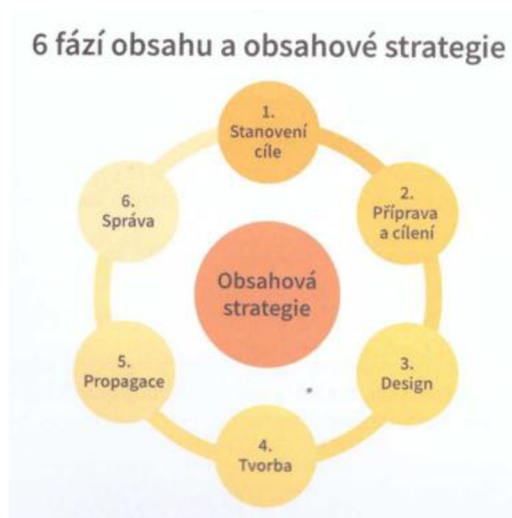 6 fází obsahu a obsahové strategie
1.
Stanovení
cíle
2.
Příprava
a cílení
3.
Design
4.
Tvorba
5.
Propagace
6.
Správa
Obsahová
strategie